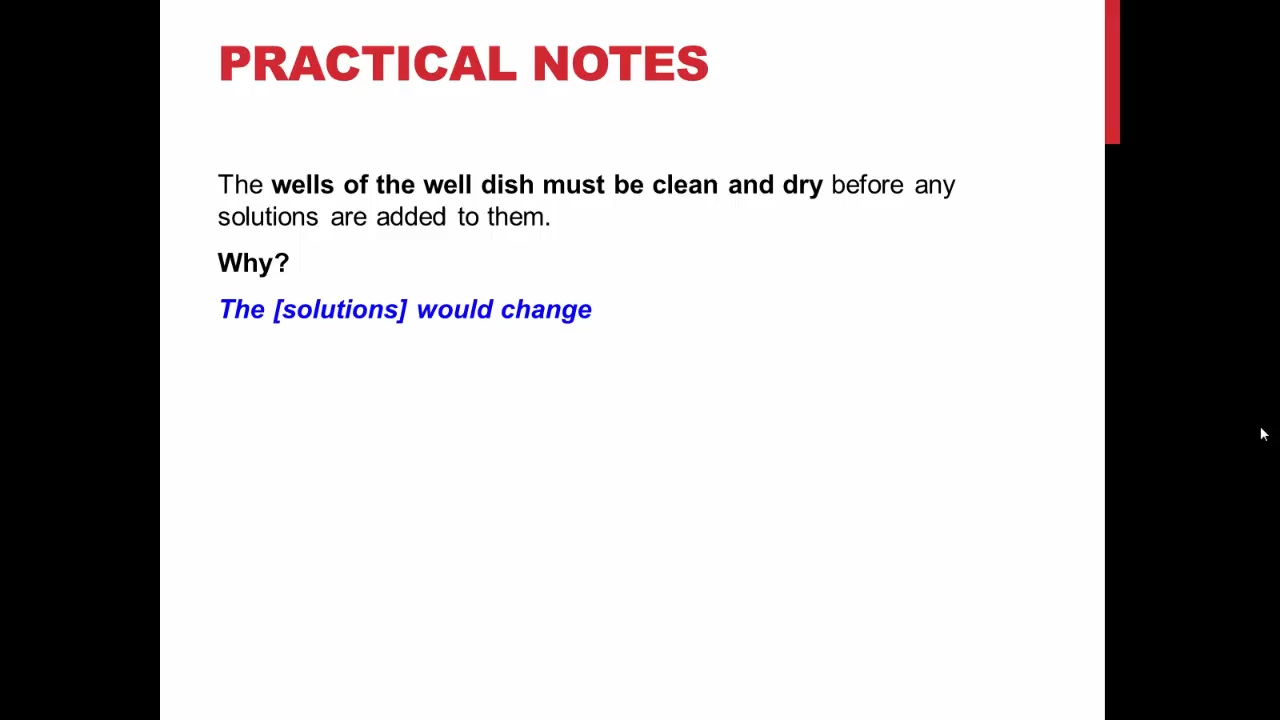 PRACTICAL NOTES
The wells of the well dish must be clean and dry before any
solutions are added to them.
Why?
The [solutions] would change